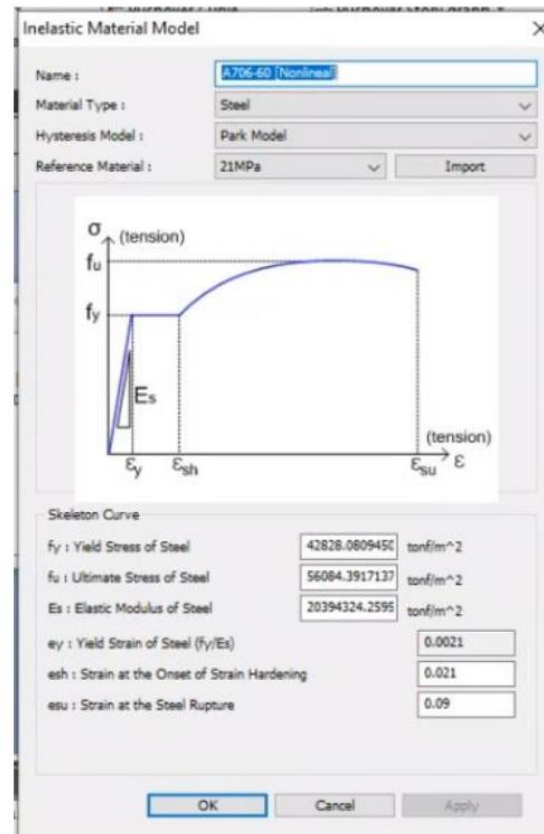 Inelastic Material Model
Name : A706-60 [Nonlineal]
Material Type : Steel
Hysteresis Model : Park Model
Reference Material : 21MPa Import
σ (tension)
fu
fy
Es
εy εsh εsu (tension) ε
Skeleton Curve
fy : Yield Stress of Steel 42828.080945( tonf/m^2
fu : Ultimate Stress of Steel 56084.3917137 tonf/m^2
Es : Elastic Modulus of Steel 20394324.2595 tonf/m^2
ey : Yield Strain of Steel (fy/Es) 0.0021
esh : Strain at the Onset of Strain Hardening 0.021
esu : Strain at the Steel Rupture 0.09
OK Cancel Apply